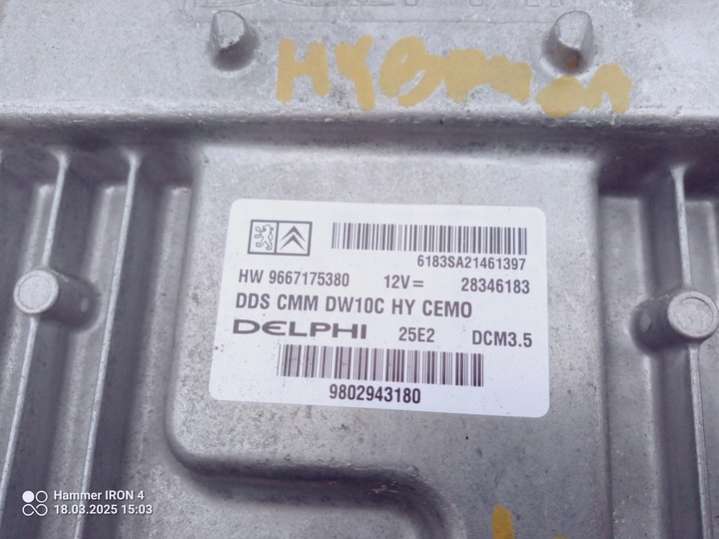 6183SA21461397
HW 9667175380 12V= 28346183
DDS CMM DW10C HY CEMO
DELPHI 25E2 DCM3.5
9802943180
Hammer IRON 4
18.03.2025 15:03